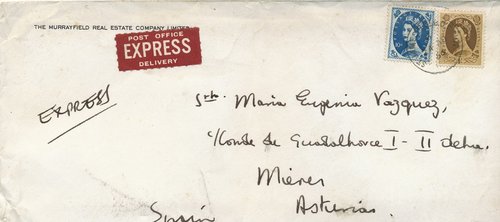 THE MURRAYFIELD REAL ESTATE COMPANY LIMITED
POST OFFICE
EXPRESS
DELIVERY
EXPRESS
Srta. Maria Eugenia Vazquez,
c/Conde de Guadalhorce I - II dcha.
Mieres
Asturias
Spain